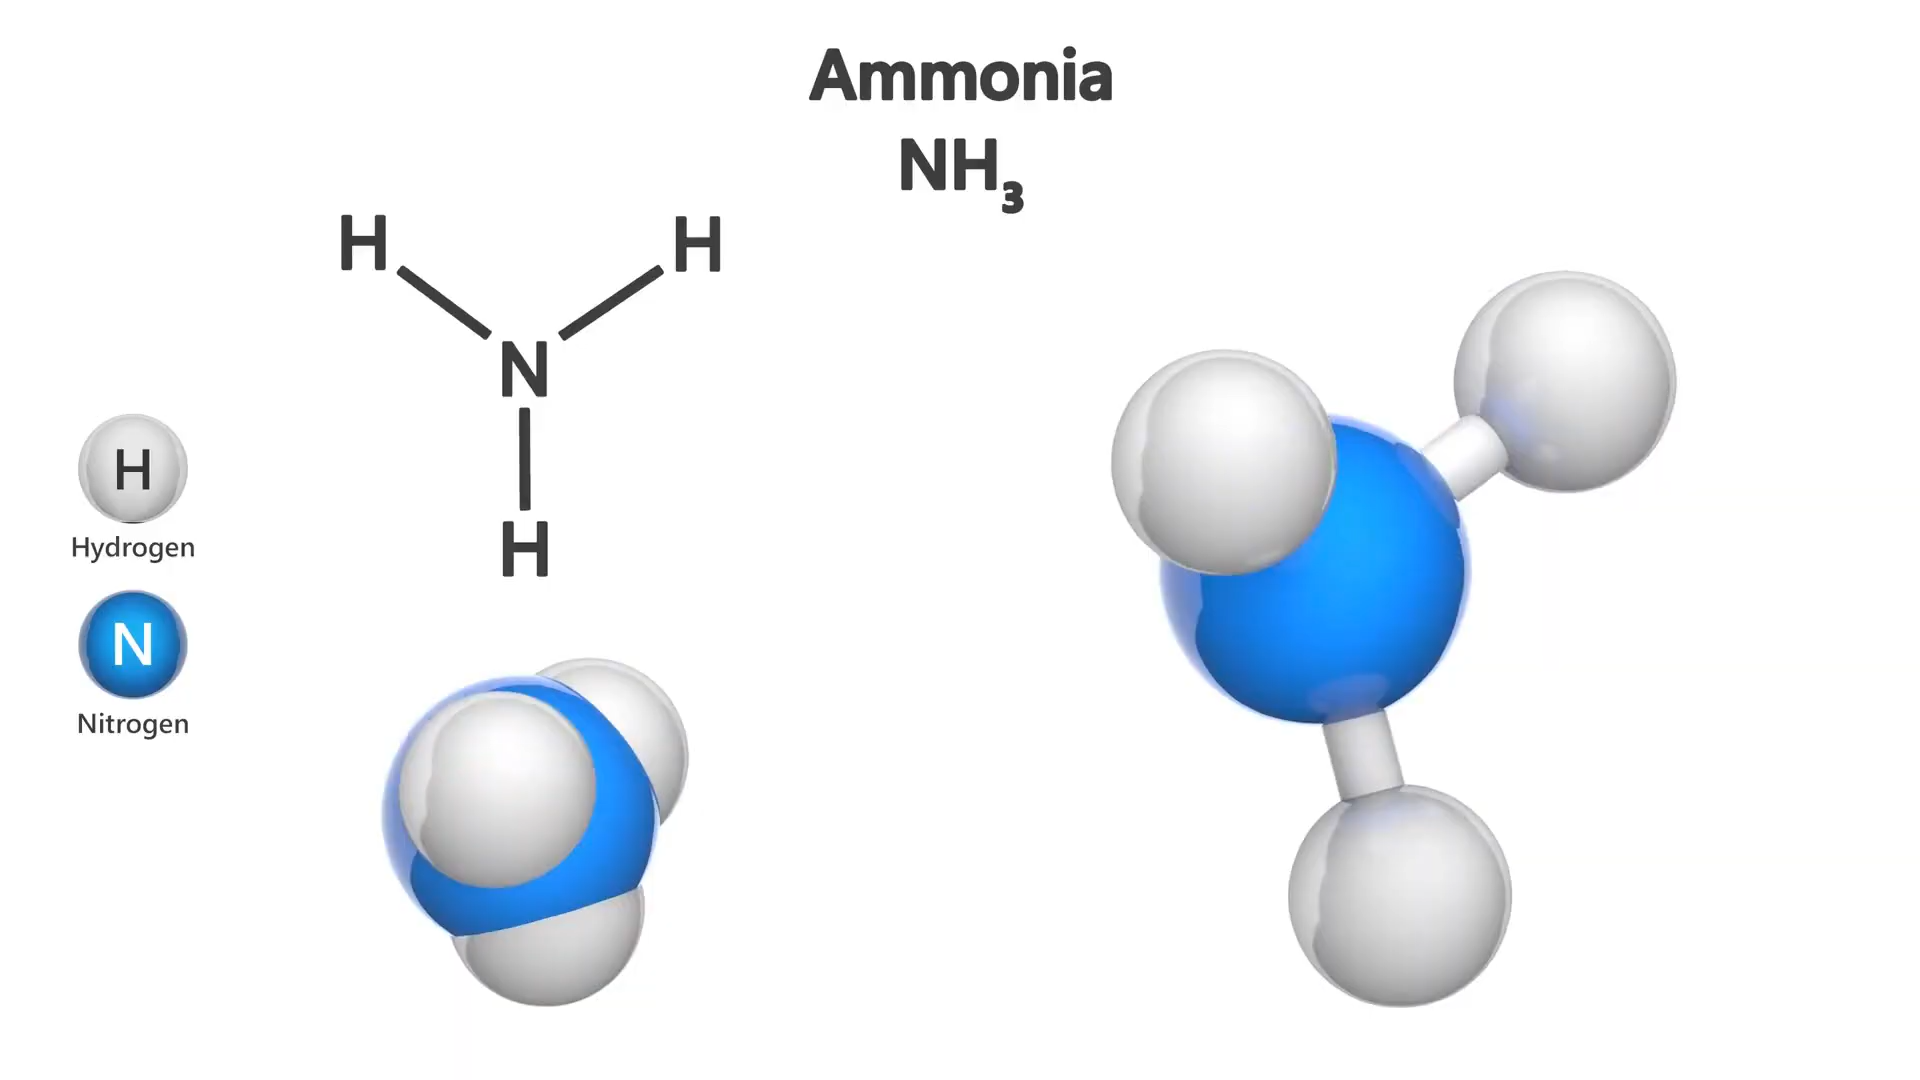 Ammonia
NH₃
H H
N
H
H
Hydrogen
N
Nitrogen